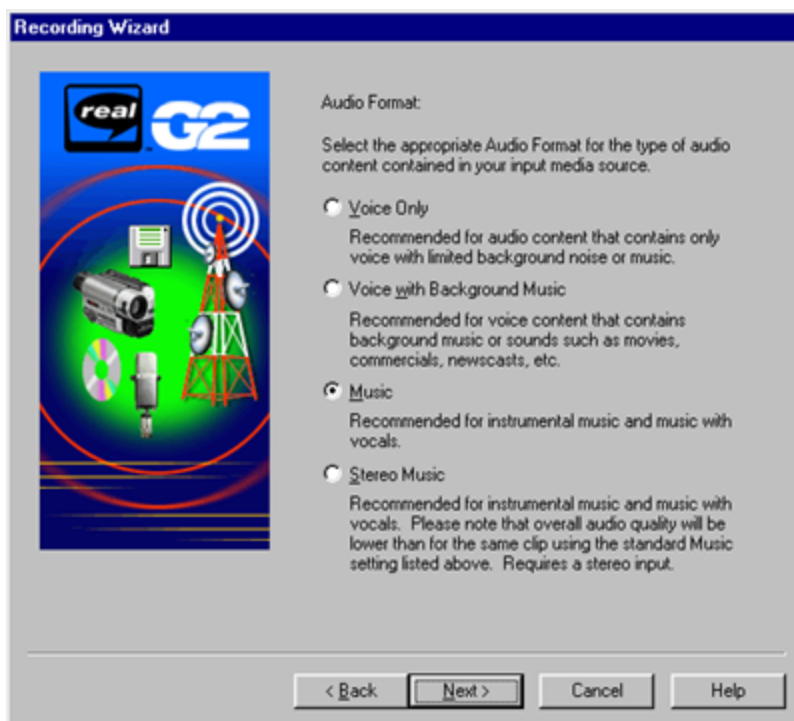 Recording Wizard
real
G2
Audio Format:
Select the appropriate Audio Format for the type of audio
content contained in your input media source.
Voice Only
Recommended for audio content that contains only
voice with limited background noise or music.
Voice with Background Music
Recommended for voice content that contains
background music or sounds such as movies,
commercials, newscasts, etc.
Music
Recommended for instrumental music and music with
vocals.
Stereo Music
Recommended for instrumental music and music with
vocals. Please note that overall audio quality will be
lower than for the same clip using the standard Music
setting listed above. Requires a stereo input.
< Back Next > Cancel Help